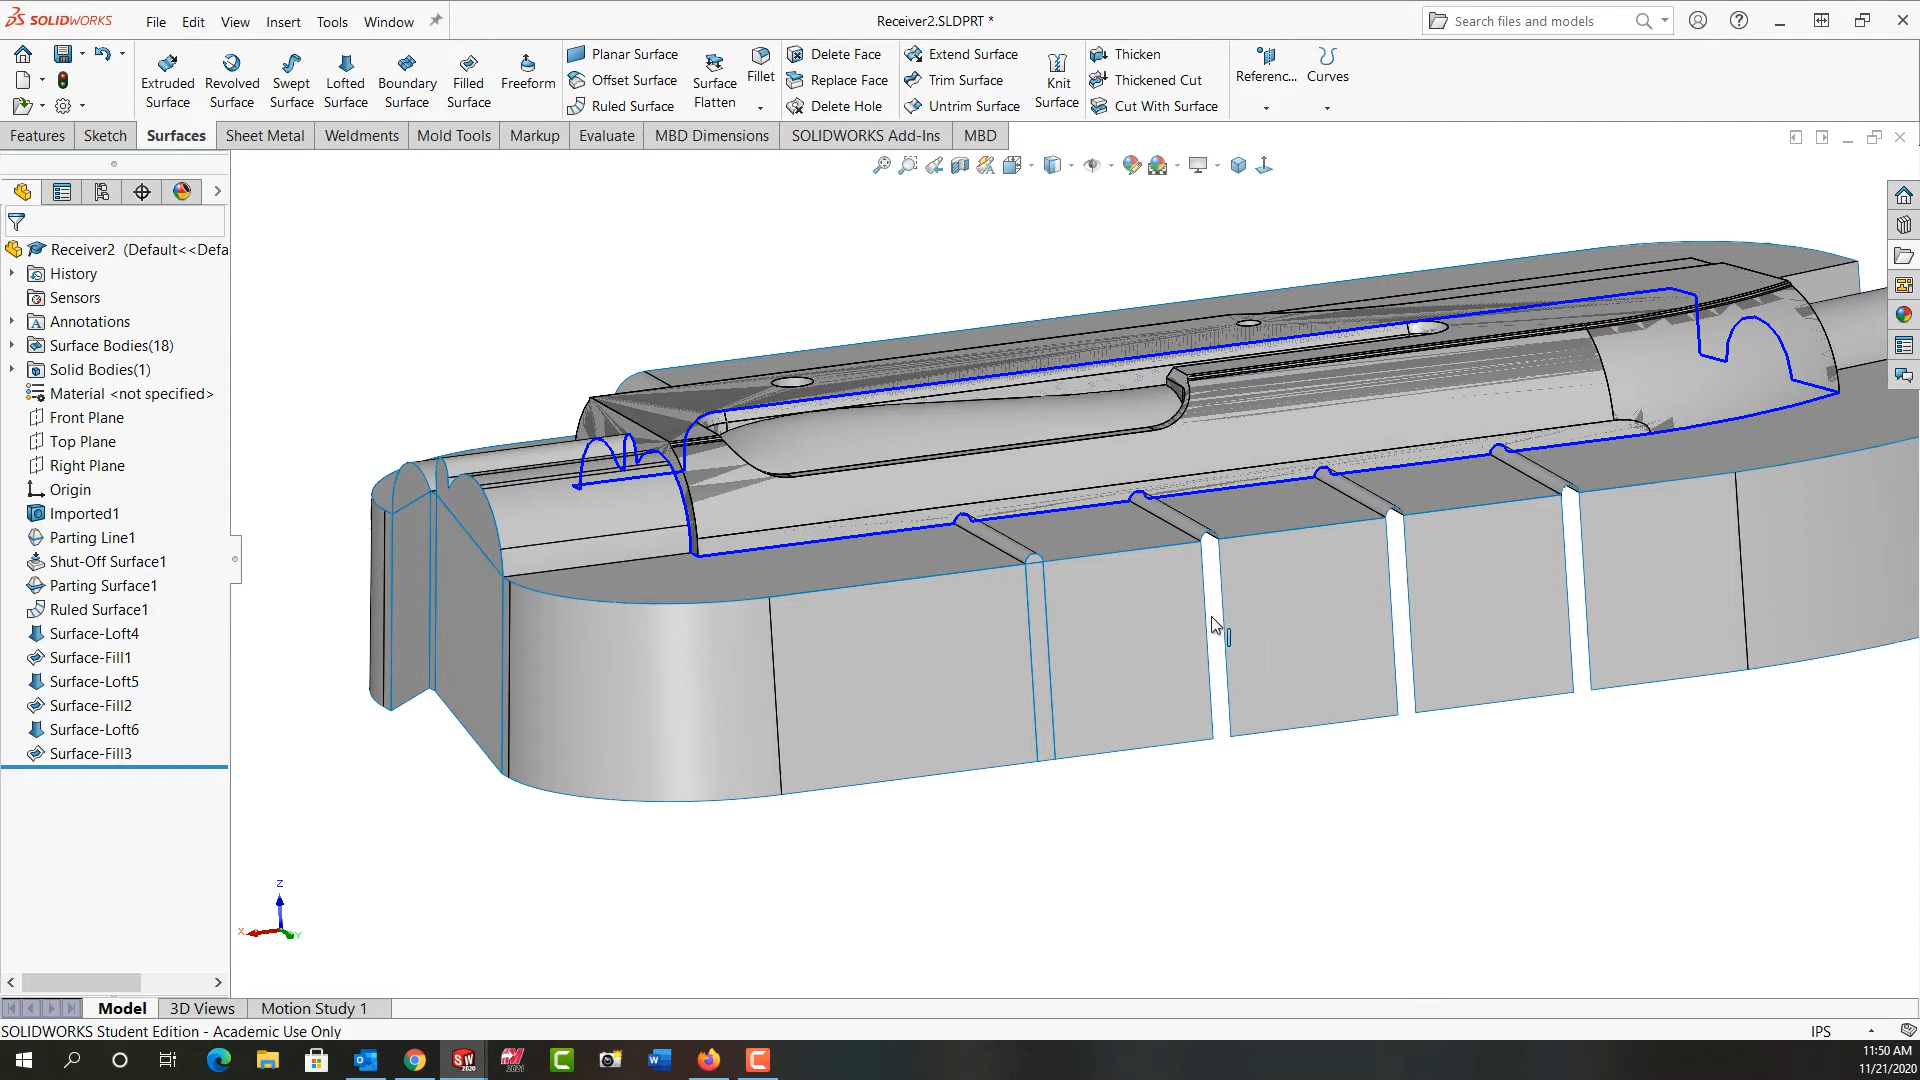 SOLIDWORKS File Edit View Insert Tools Window Receiver2.SLDPRT * Search files and models
Extruded Surface
Revolved Surface
Swept Surface
Lofted Surface
Boundary Surface
Filled Surface
Freeform
Planar Surface
Offset Surface
Ruled Surface
Surface Flatten
Fillet
Delete Face
Replace Face
Delete Hole
Extend Surface
Trim Surface
Untrim Surface
Knit Surface
Thicken
Thickened Cut
Cut With Surface
Referenc...
Curves
Features Sketch Surfaces Sheet Metal Weldments Mold Tools Markup Evaluate MBD Dimensions SOLIDWORKS Add-Ins MBD
Receiver2 (Default<<Defa
History
Sensors
Annotations
Surface Bodies(18)
Solid Bodies(1)
Material <not specified>
Front Plane
Top Plane
Right Plane
Origin
Imported1
Parting Line1
Shut-Off Surface1
Parting Surface1
Ruled Surface1
Surface-Loft4
Surface-Fill1
Surface-Loft5
Surface-Fill2
Surface-Loft6
Surface-Fill3
Z
X
Y
Model 3D Views Motion Study 1
SOLIDWORKS Student Edition - Academic Use Only IPS
11:50 AM
11/21/2020